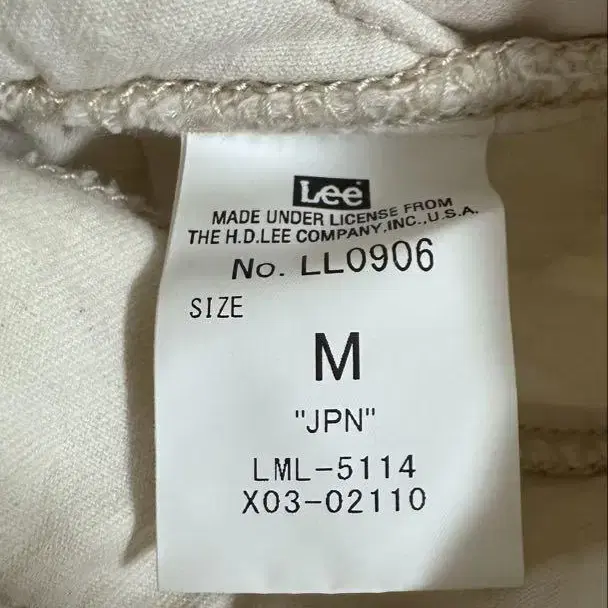 Lee
MADE UNDER LICENSE FROM
THE H.D.LEE COMPANY,INC.,U.S.A.
No. LL0906
SIZE
M
"JPN"
LML-5114
X03-02110